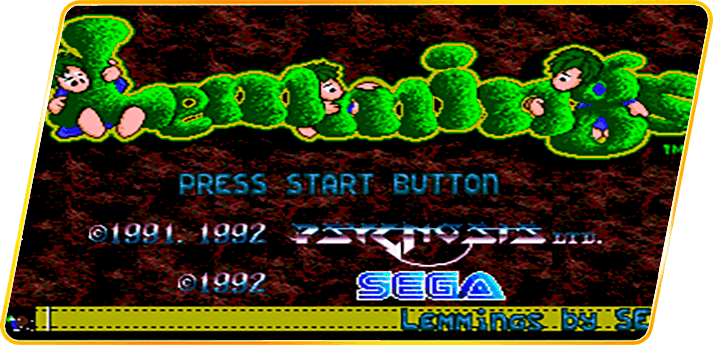 Lemmings
TM
PRESS START BUTTON
©1991. 1992 PSYGNOSIS LTD.
©1992 SEGA
Lemmings by SE